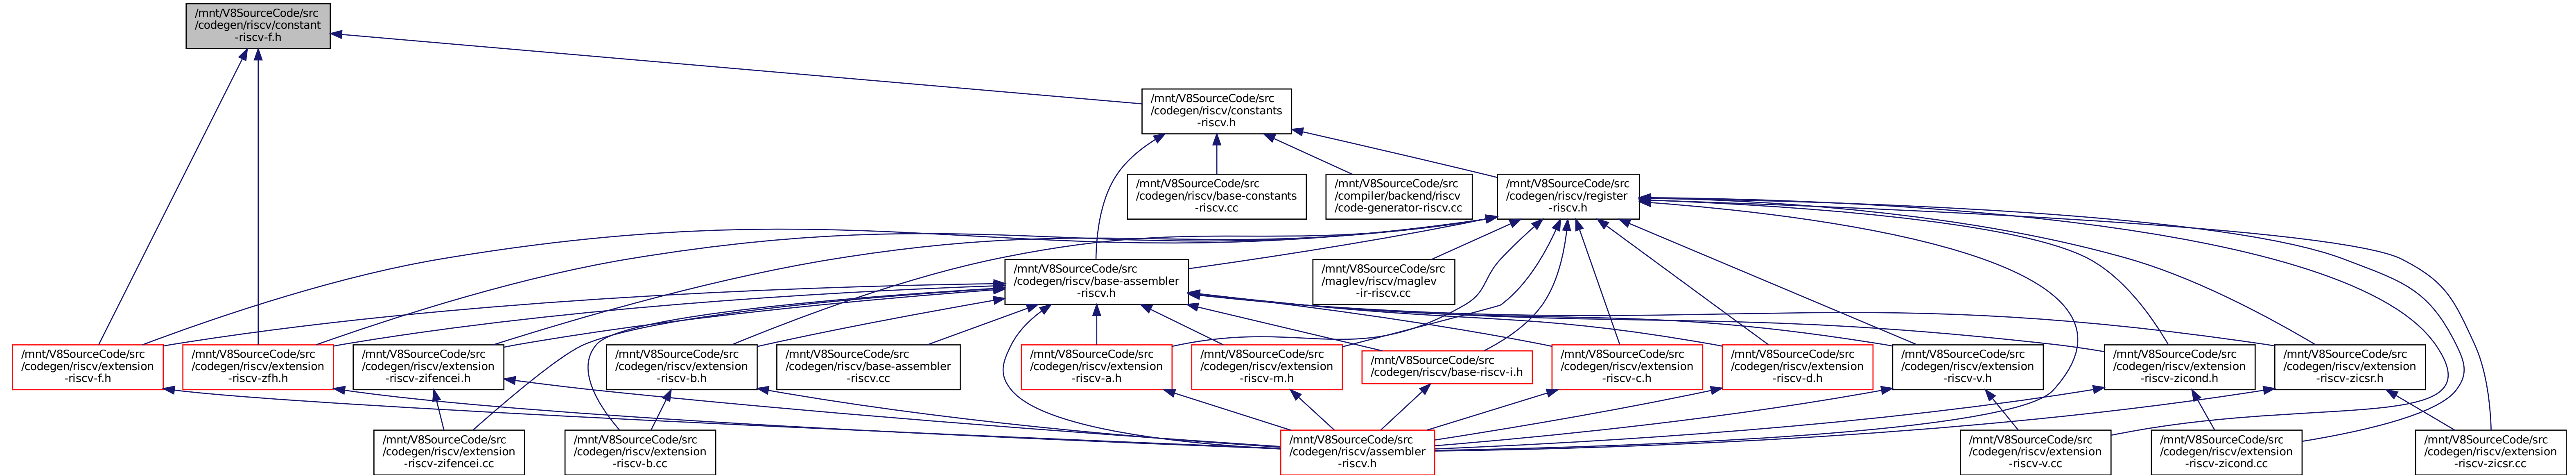 /mnt/V8SourceCode/src
/codegen/riscv/constant
-riscv-f.h
/mnt/V8SourceCode/src
/codegen/riscv/constants
-riscv.h
/mnt/V8SourceCode/src
/codegen/riscv/base-constants
-riscv.cc
/mnt/V8SourceCode/src
/compiler/backend/riscv
/code-generator-riscv.cc
/mnt/V8SourceCode/src
/codegen/riscv/register
-riscv.h
/mnt/V8SourceCode/src
/codegen/riscv/base-assembler
-riscv.h
/mnt/V8SourceCode/src
/maglev/riscv/maglev
-ir-riscv.cc
/mnt/V8SourceCode/src
/codegen/riscv/extension
-riscv-f.h
/mnt/V8SourceCode/src
/codegen/riscv/extension
-riscv-zfh.h
/mnt/V8SourceCode/src
/codegen/riscv/extension
-riscv-zifencei.h
/mnt/V8SourceCode/src
/codegen/riscv/extension
-riscv-b.h
/mnt/V8SourceCode/src
/codegen/riscv/base-assembler
-riscv.cc
/mnt/V8SourceCode/src
/codegen/riscv/extension
-riscv-a.h
/mnt/V8SourceCode/src
/codegen/riscv/extension
-riscv-m.h
/mnt/V8SourceCode/src
/codegen/riscv/base-riscv-i.h
/mnt/V8SourceCode/src
/codegen/riscv/extension
-riscv-c.h
/mnt/V8SourceCode/src
/codegen/riscv/extension
-riscv-d.h
/mnt/V8SourceCode/src
/codegen/riscv/extension
-riscv-v.h
/mnt/V8SourceCode/src
/codegen/riscv/extension
-riscv-zicond.h
/mnt/V8SourceCode/src
/codegen/riscv/extension
-riscv-zicsr.h
/mnt/V8SourceCode/src
/codegen/riscv/extension
-riscv-zifencei.cc
/mnt/V8SourceCode/src
/codegen/riscv/extension
-riscv-b.cc
/mnt/V8SourceCode/src
/codegen/riscv/assembler
-riscv.h
/mnt/V8SourceCode/src
/codegen/riscv/extension
-riscv-v.cc
/mnt/V8SourceCode/src
/codegen/riscv/extension
-riscv-zicond.cc
/mnt/V8SourceCode/src
/codegen/riscv/extension
-riscv-zicsr.cc